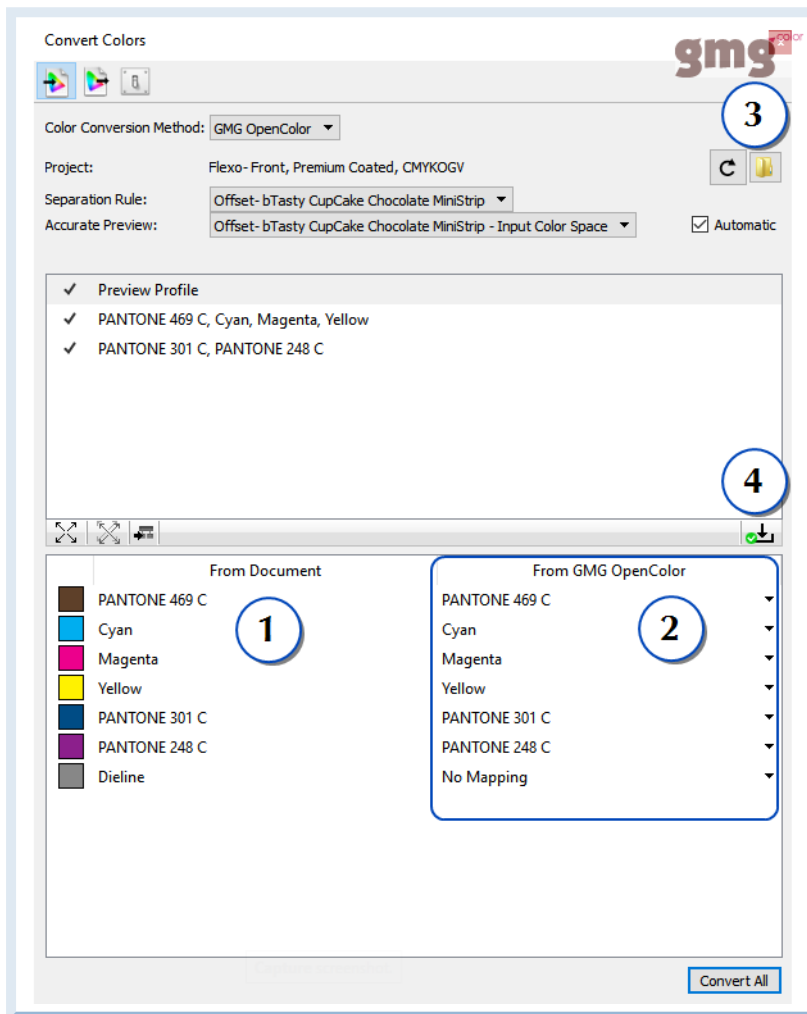 Convert Colors
gmg color
3
Color Conversion Method: GMG OpenColor
Project: Flexo-Front, Premium Coated, CMYKOGV
Separation Rule: Offset-bTasty CupCake Chocolate MiniStrip
Accurate Preview: Offset-bTasty CupCake Chocolate MiniStrip - Input Color Space Automatic
Preview Profile
PANTONE 469 C, Cyan, Magenta, Yellow
PANTONE 301 C, PANTONE 248 C
4
From Document From GMG OpenColor
PANTONE 469 C PANTONE 469 C
Cyan 1 Cyan 2
Magenta Magenta
Yellow Yellow
PANTONE 301 C PANTONE 301 C
PANTONE 248 C PANTONE 248 C
Dieline No Mapping
Convert All